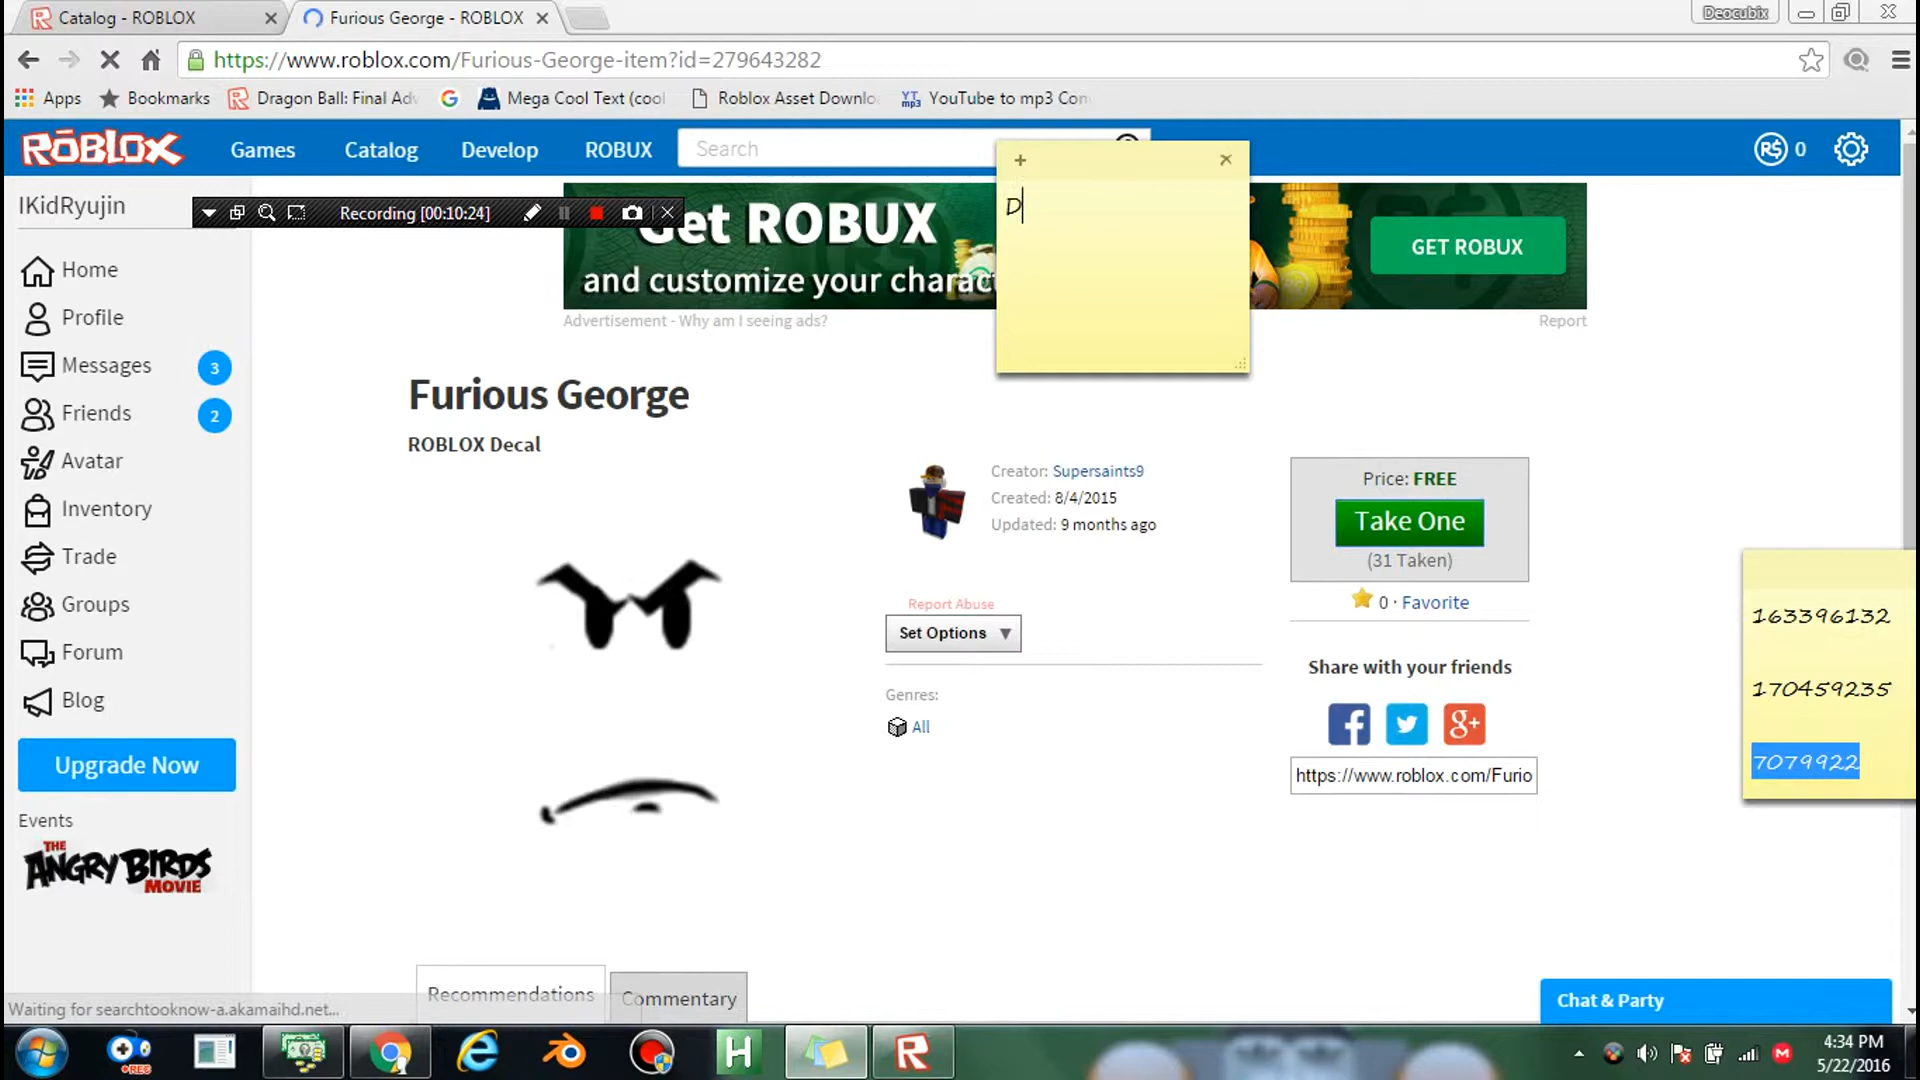 Catalog - ROBLOX
Furious George - ROBLOX
Deocubix
https://www.roblox.com/Furious-George-item?id=279643282
Apps
Bookmarks
Dragon Ball: Final Adv
Mega Cool Text (cool
Roblox Asset Downlo
YT mp3
YouTube to mp3 Con
ROBLOX
Games
Catalog
Develop
ROBUX
Search
R$ 0
IKidRyujin
Recording [00:10:24]
Get ROBUX
and customize your charact
GET ROBUX
D
Advertisement - Why am I seeing ads?
Report
Home
Profile
Messages 3
Friends 2
Avatar
Inventory
Trade
Groups
Forum
Blog
Upgrade Now
Events
THE
ANGRY BIRDS
MOVIE
Furious George
ROBLOX Decal
Creator: Supersaints9
Created: 8/4/2015
Updated: 9 months ago
Report Abuse
Set Options
Genres:
All
Price: FREE
Take One
(31 Taken)
0 · Favorite
Share with your friends
https://www.roblox.com/Furio
163396132
170459235
7079922
Recommendations
Commentary
Chat & Party
Waiting for searchtooknow-a.akamaihd.net...
+REC
4:34 PM
5/22/2016